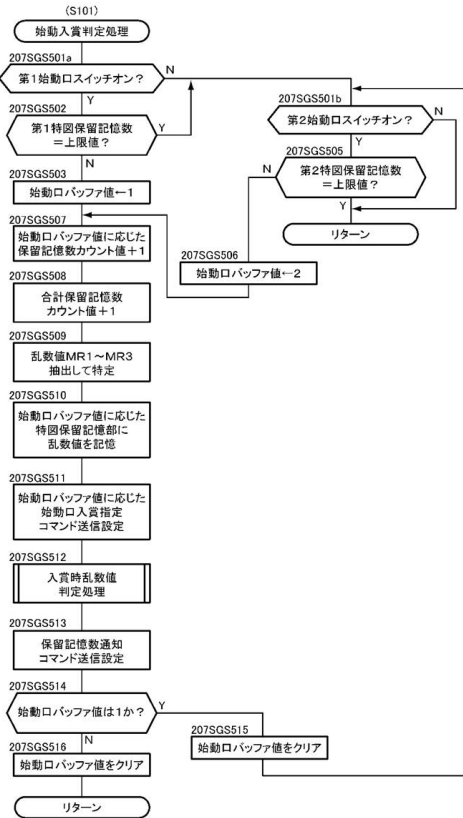 (S101)
始動入賞判定処理
207SGS501a
第1始動口スイッチオン？
N
Y
207SGS502
第1特図保留記憶数
＝上限値？
Y
N
207SGS503
始動口バッファ値←1
207SGS507
始動口バッファ値に応じた
保留記憶数カウント値＋1
207SGS508
合計保留記憶数
カウント値＋1
207SGS509
乱数値MR1～MR3
抽出して特定
207SGS510
始動口バッファ値に応じた
特図保留記憶部に
乱数値を記憶
207SGS511
始動口バッファ値に応じた
始動口入賞指定
コマンド送信設定
207SGS512
入賞時乱数値
判定処理
207SGS513
保留記憶数通知
コマンド送信設定
207SGS514
始動口バッファ値は1か？
Y
N
207SGS516
始動口バッファ値をクリア
リターン
207SGS501b
第2始動口スイッチオン？
N
Y
207SGS505
第2特図保留記憶数
＝上限値？
N
Y
リターン
207SGS506
始動口バッファ値←2
207SGS515
始動口バッファ値をクリア